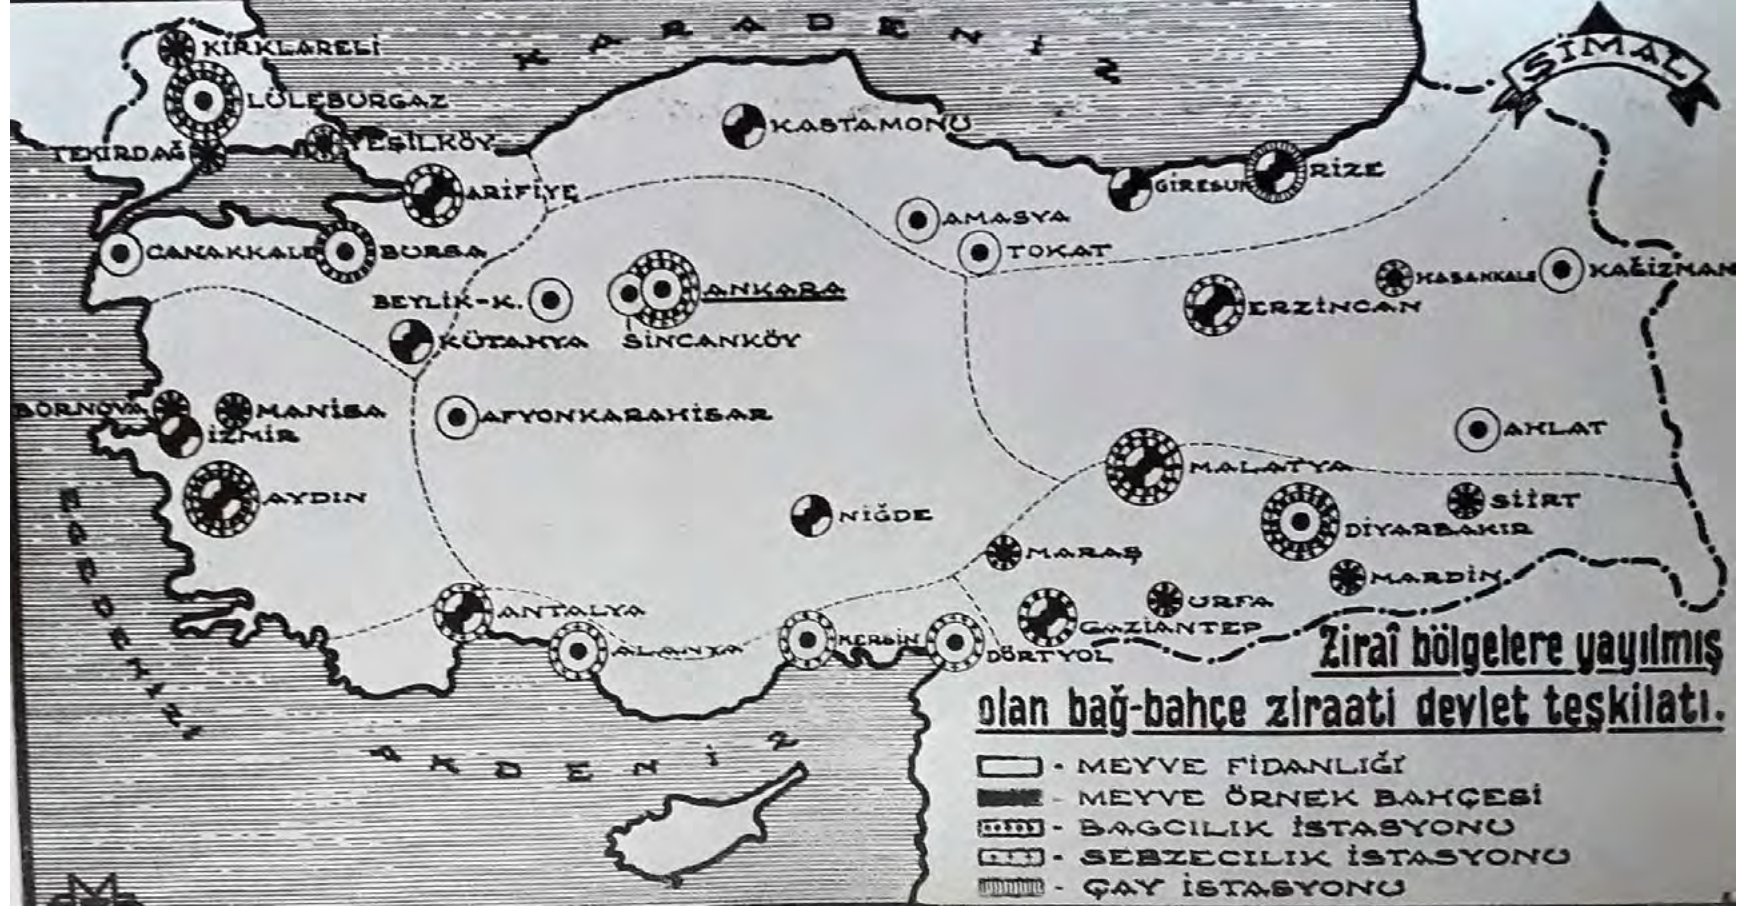 KARADENİZ
ŞİMAL
KIRKLARELİ
LÜLEBURGAZ
TEKİRDAĞ
YEŞİLKÖY
KASTAMONU
ARİFİYE
GİRESUN
RİZE
AMASYA
TOKAT
ÇANAKKALE
BURSA
BEYLİK-K.
ANKARA
SİNCANKÖY
KÜTAHYA
ERZİNCAN
HASANKALE
KAĞIZMAN
BORNOVA
MANİSA
İZMİR
AFYONKARAHİSAR
AHLAT
MALATYA
AYDIN
NİĞDE
SİİRT
DİYARBAKIR
MARAŞ
MARDİN
URFA
GAZİANTEP
ANTALYA
ALANYA
MERSİN
DÖRTYOL
AKDENİZ
Ziraî bölgelere yayılmış
olan bağ-bahçe ziraati devlet teşkilatı.
- MEYVE FİDANLIĞI
- MEYVE ÖRNEK BAHÇESİ
- BAGCILIK İSTASYONU
- SEBZECILIK İSTASYONU
- ÇAY İSTASYONU